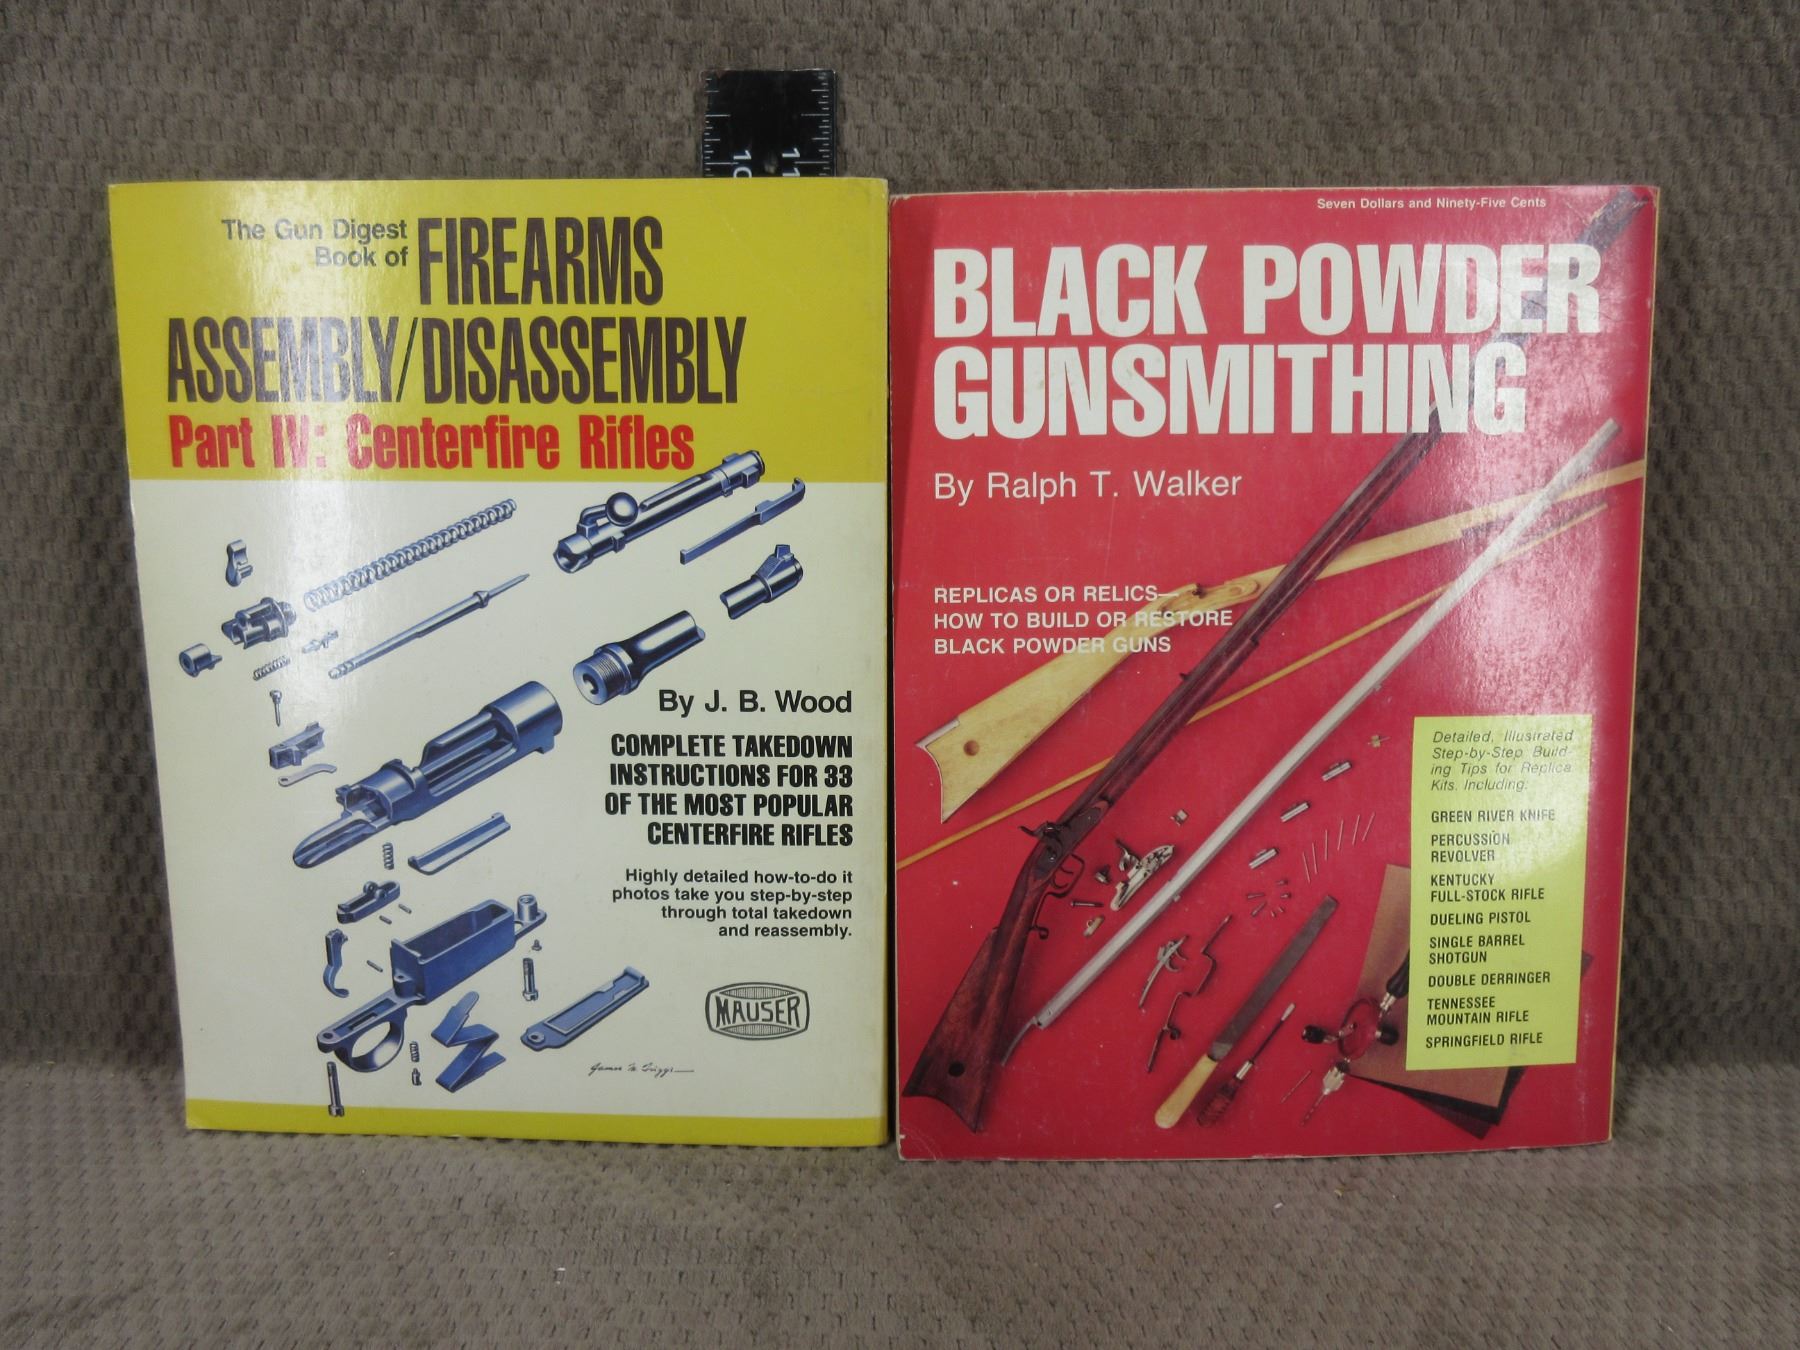 10
11
The Gun Digest
Book of
FIREARMS
ASSEMBLY/DISASSEMBLY
Part IV: Centerfire Rifles
By J. B. Wood
COMPLETE TAKEDOWN
INSTRUCTIONS FOR 33
OF THE MOST POPULAR
CENTERFIRE RIFLES
Highly detailed how-to-do it
photos take you step-by-step
through total takedown
and reassembly.
MAUSER
Seven Dollars and Ninety-Five Cents
BLACK POWDER
GUNSMITHING
By Ralph T. Walker
REPLICAS OR RELICS—
HOW TO BUILD OR RESTORE
BLACK POWDER GUNS
Detailed, Illustrated
Step-by-Step Build-
ing Tips for Replica
Kits, Including:
GREEN RIVER KNIFE
PERCUSSION
REVOLVER
KENTUCKY
FULL-STOCK RIFLE
DUELING PISTOL
SINGLE BARREL
SHOTGUN
DOUBLE DERRINGER
TENNESSEE
MOUNTAIN RIFLE
SPRINGFIELD RIFLE